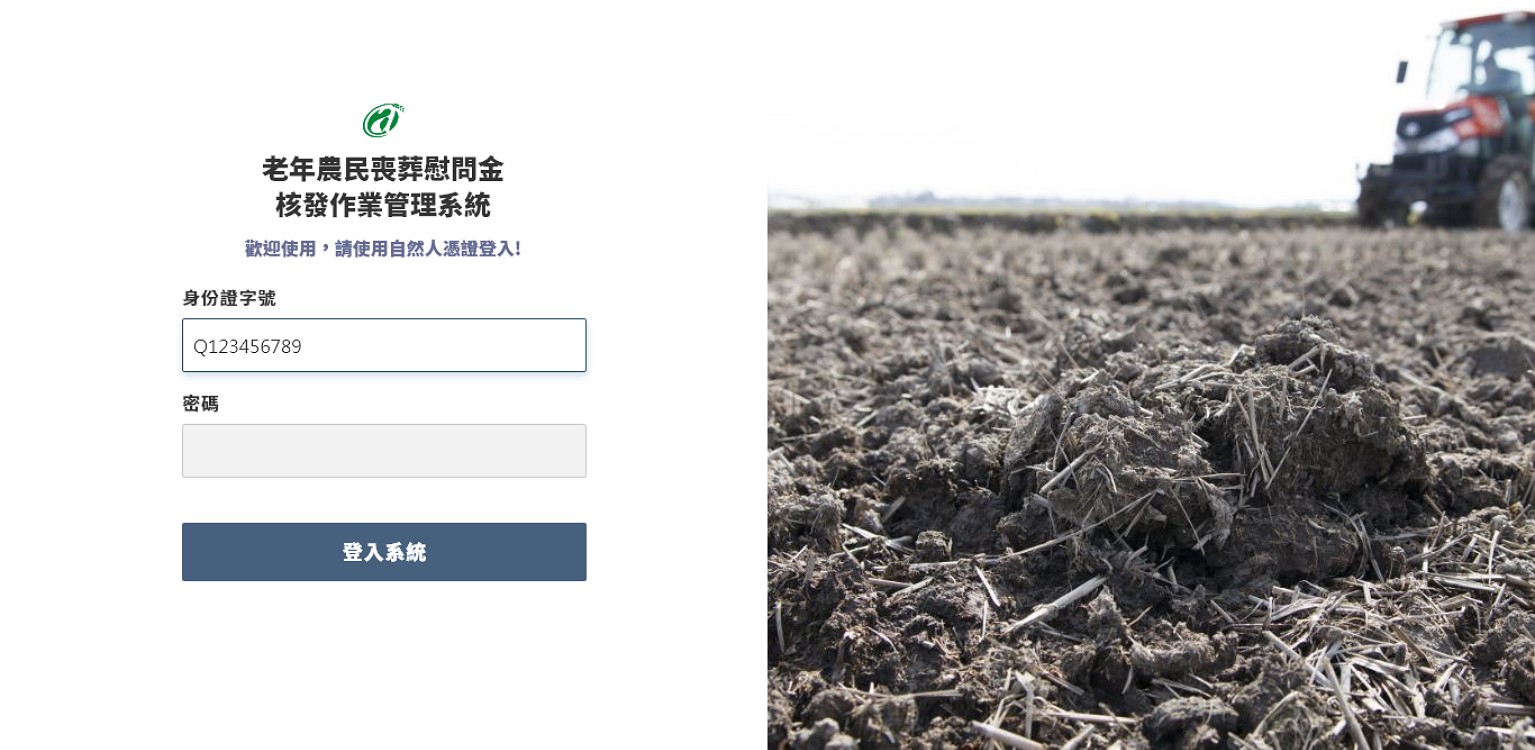 老年農民喪葬慰問金
核發作業管理系統
歡迎使用，請使用自然人憑證登入!
身份證字號
Q123456789
密碼
登入系統